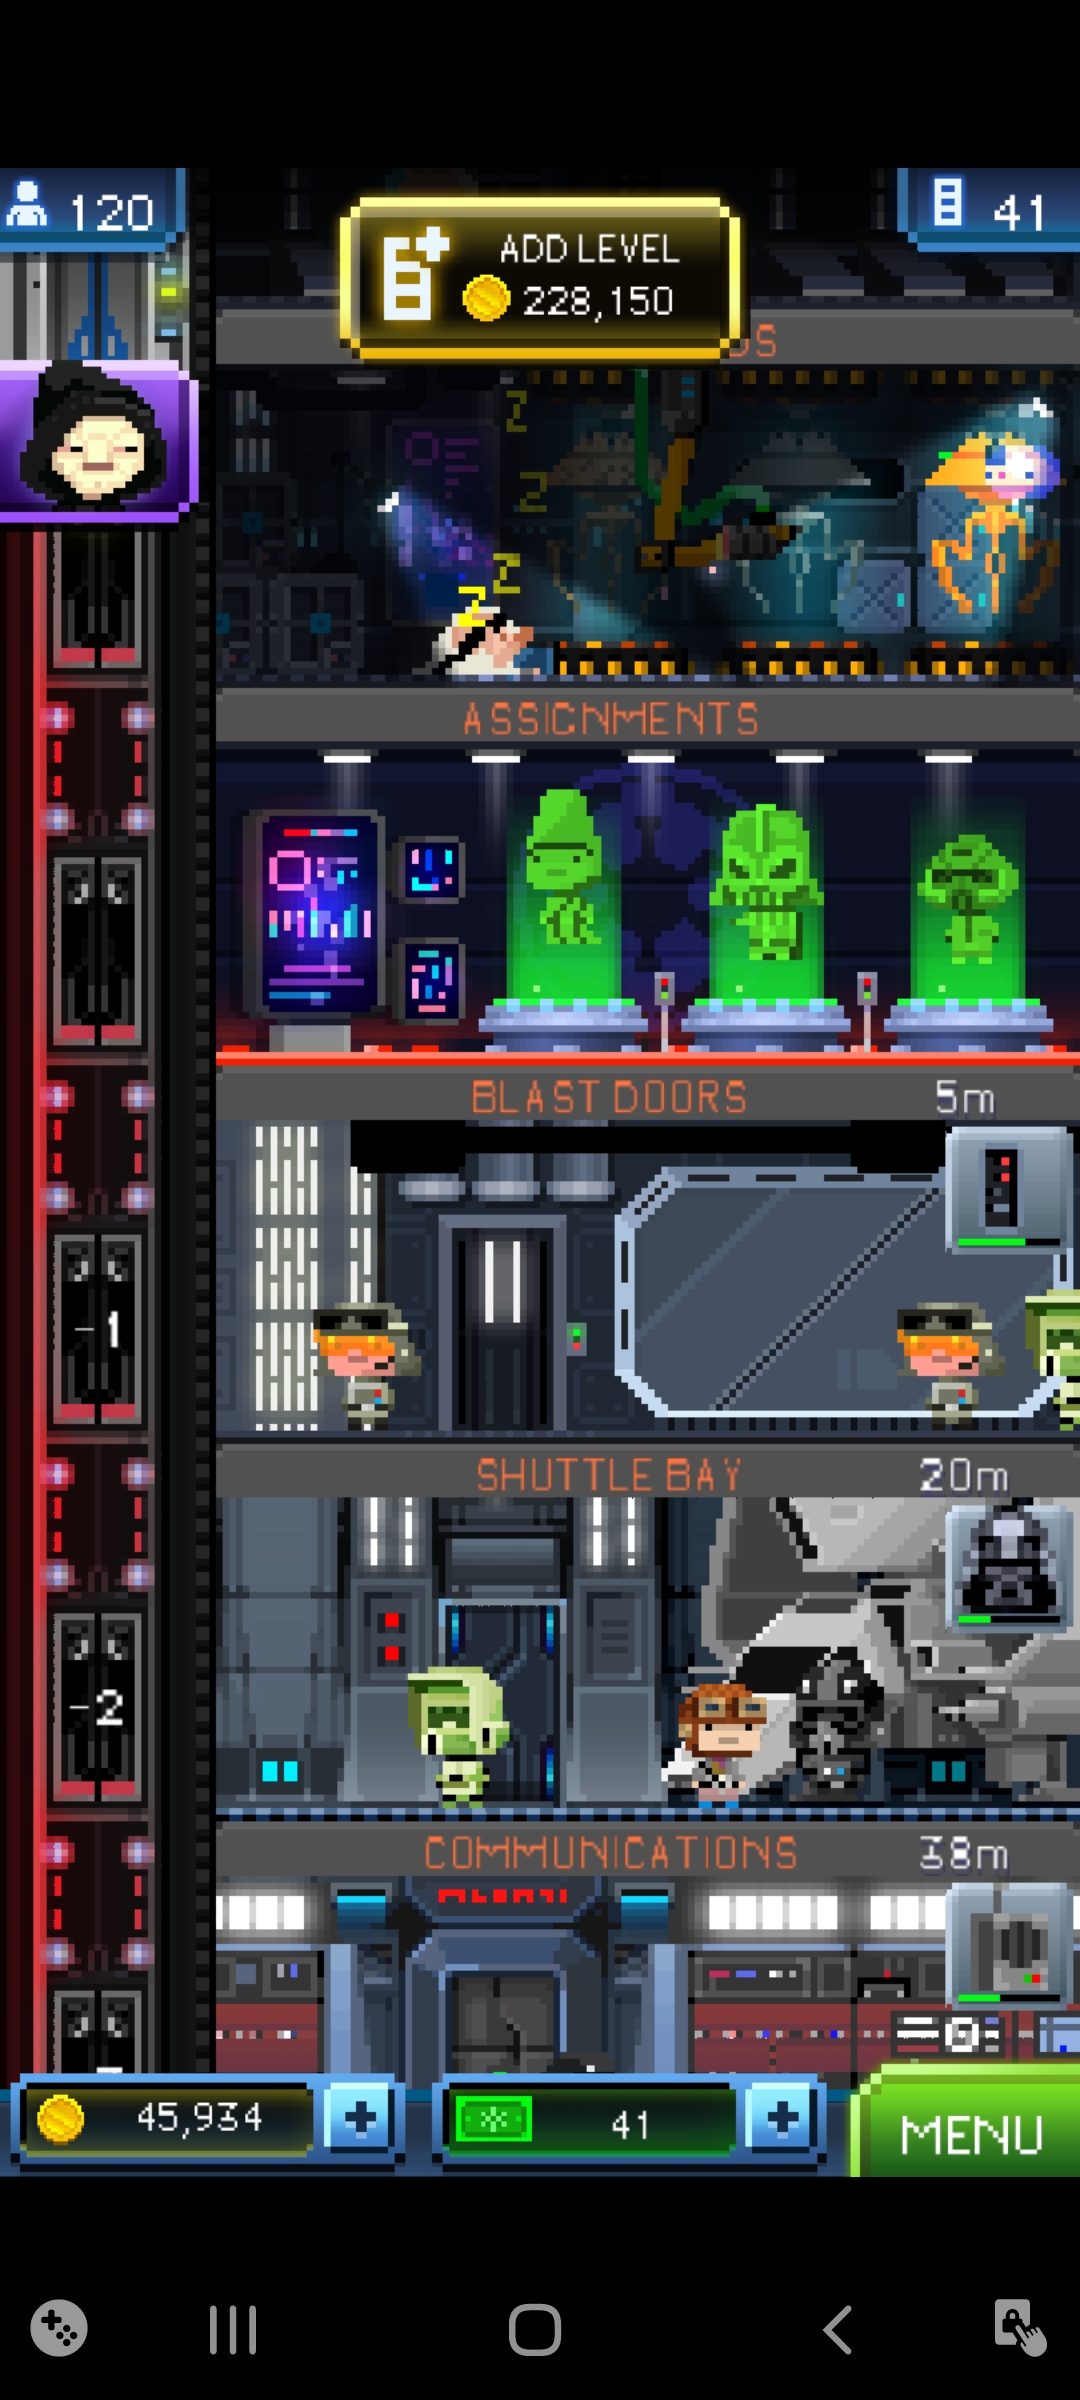 120
ADD LEVEL
228,150
41
Z
Z
Z
Z
ASSIGNMENTS
BLAST DOORS 5m
-1
SHUTTLE BAY 20m
-2
COMMUNICATIONS 38m
45,934
41
MENU